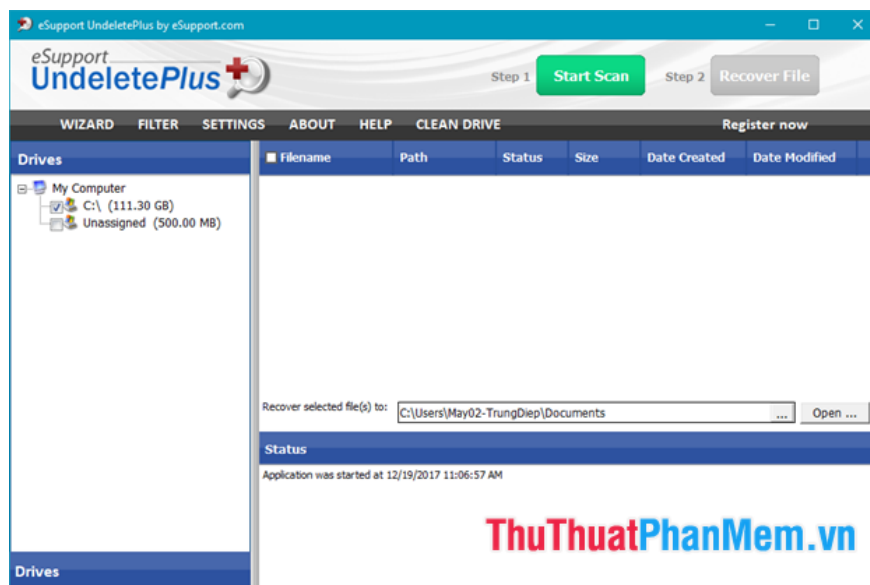 eSupport UndeletePlus by eSupport.com
eSupport
UndeletePlus
Step 1 Start Scan Step 2 Recover File
WIZARD FILTER SETTINGS ABOUT HELP CLEAN DRIVE Register now
Drives
Filename Path Status Size Date Created Date Modified
My Computer
C:\ (111.30 GB)
Unassigned (500.00 MB)
Recover selected file(s) to: C:\Users\May02-TrungDiep\Documents ... Open ...
Status
Application was started at 12/19/2017 11:06:57 AM
ThuThuatPhanMem.vn
Drives